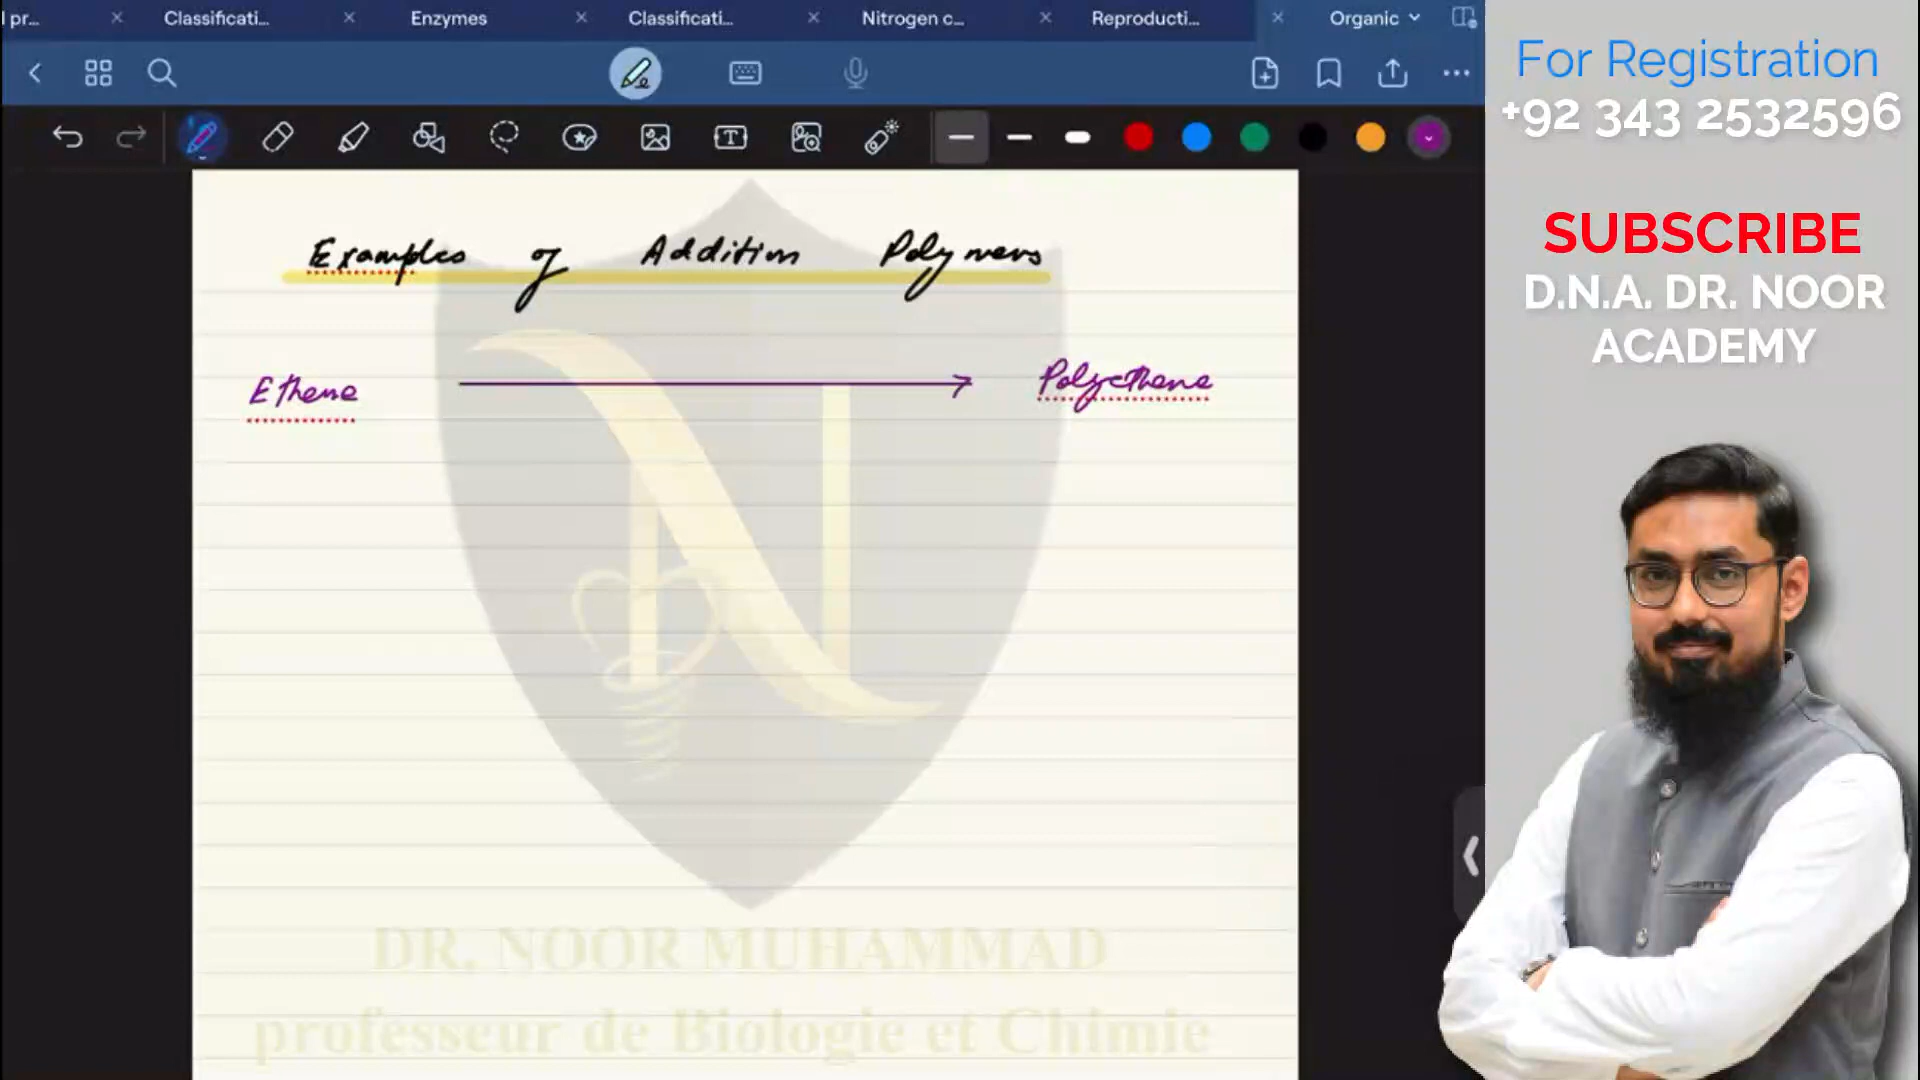 l pr...
Classificati...
Enzymes
Classificati...
Nitrogen c...
Reproducti...
Organic
For Registration
+92 343 2532596
SUBSCRIBE
D.N.A. DR. NOOR
ACADEMY
Examples of Addition Polymers
Ethene
Polyethene
DR. NOOR MUHAMMAD
professeur de Biologie et Chimie